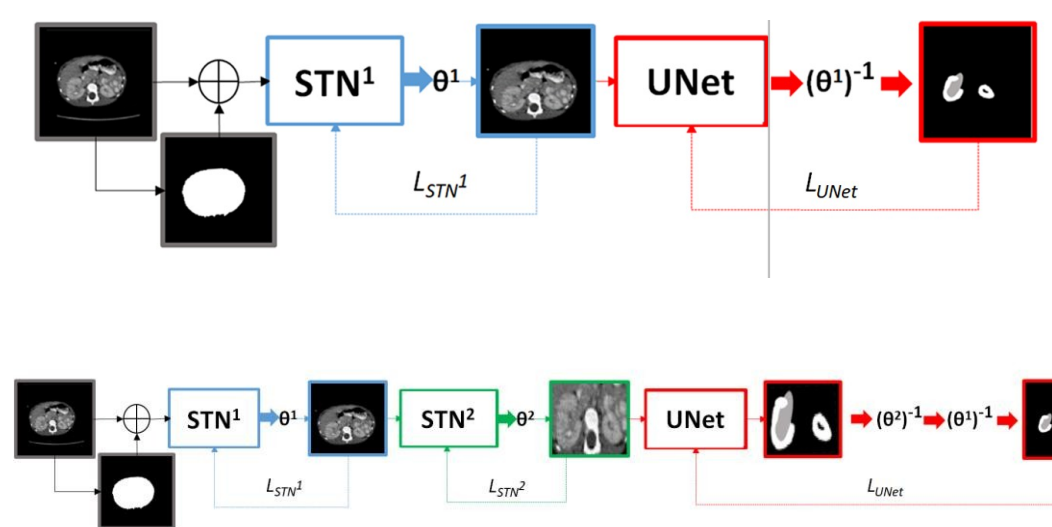 STN¹ θ¹ UNet (θ¹)⁻¹
L_STN¹ L_UNet
STN¹ θ¹ STN² θ² UNet (θ²)⁻¹ (θ¹)⁻¹
L_STN¹ L_STN² L_UNet